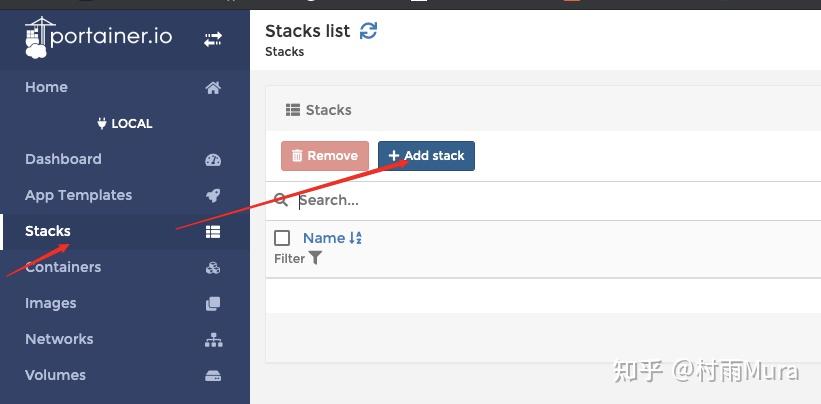 portainer.io
Home
LOCAL
Dashboard
App Templates
Stacks
Containers
Images
Networks
Volumes
Stacks list
Stacks
Stacks
Remove
+ Add stack
Search...
Name
Filter
知乎 @村雨Mura